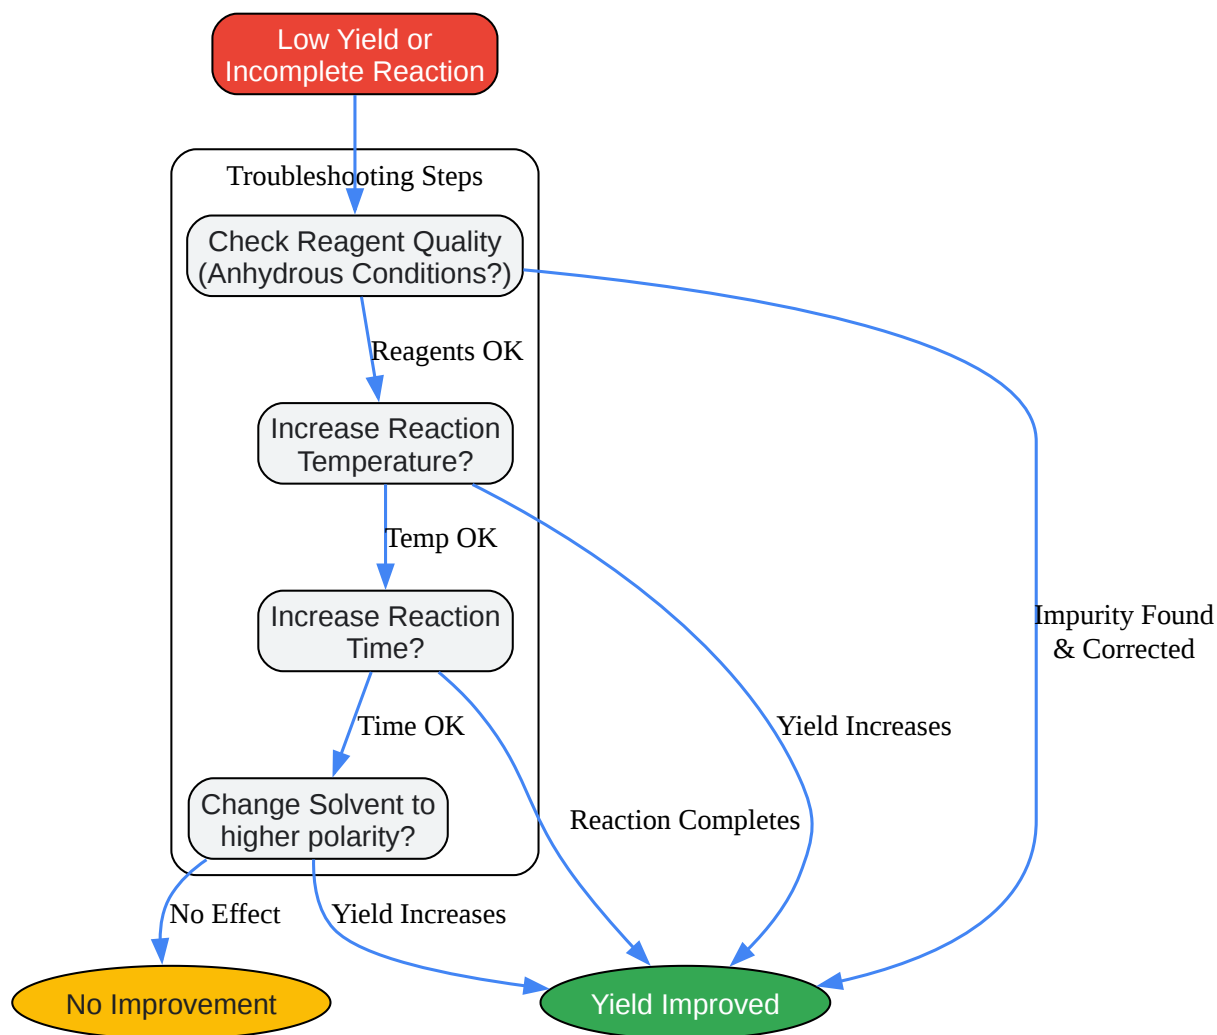 Low Yield or
Incomplete Reaction
Troubleshooting Steps
Check Reagent Quality
(Anhydrous Conditions?)
Reagents OK
Increase Reaction
Temperature?
Temp OK
Increase Reaction
Time?
Impurity Found
& Corrected
Time OK
Yield Increases
Change Solvent to
higher polarity?
Reaction Completes
No Effect
Yield Increases
No Improvement
Yield Improved